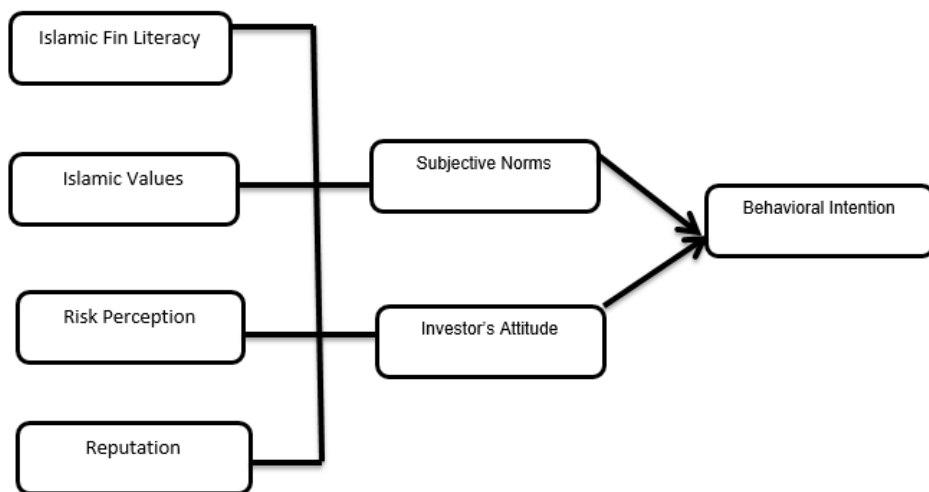 Islamic Fin Literacy
Islamic Values
Risk Perception
Reputation
Subjective Norms
Investor's Attitude
Behavioral Intention